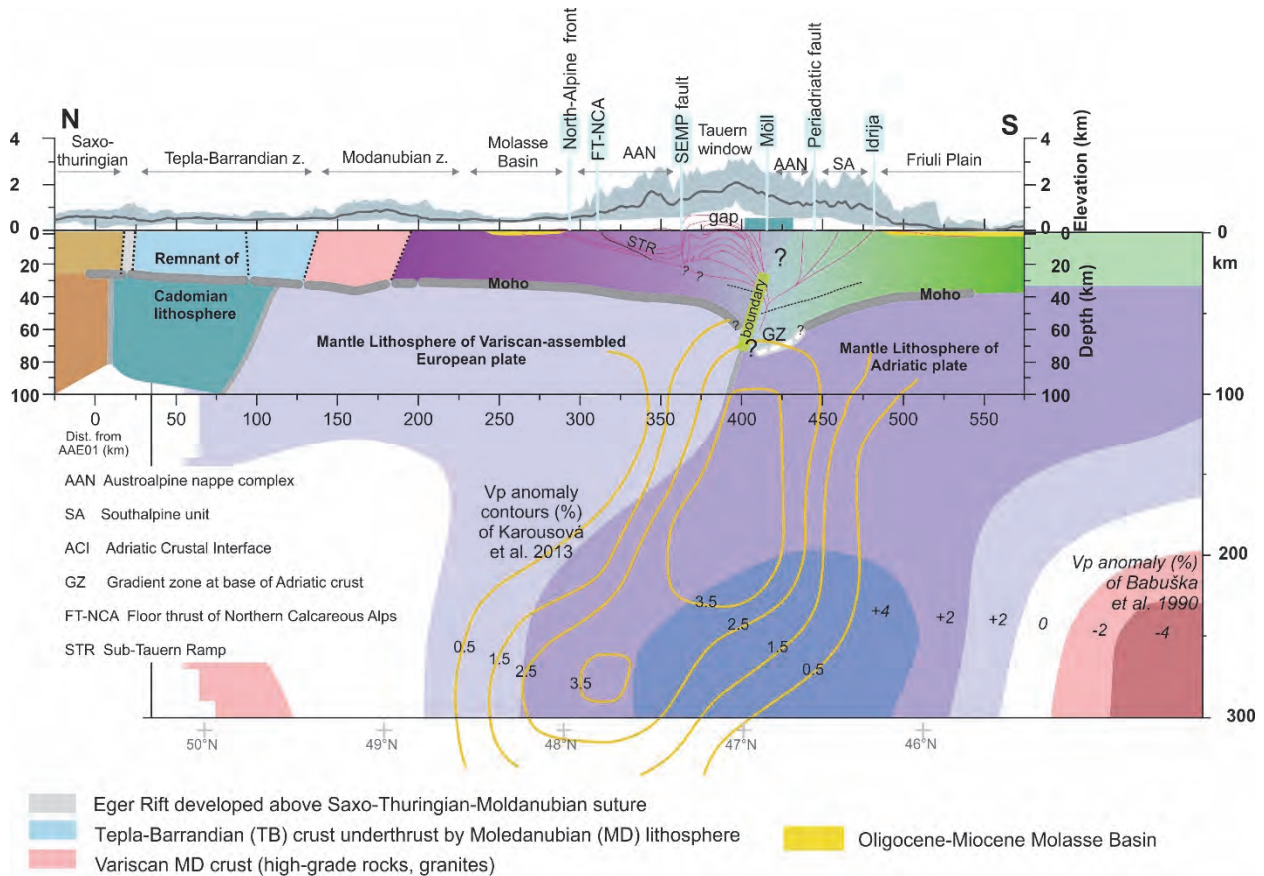 N
S
North-Alpine front
FT-NCA
SEMP fault
Möll
Periadriatic fault
Idrija
Saxo-
thuringian
Tepla-Barrandian z.
Modanubian z.
Molasse
Basin
AAN
Tauern
window
AAN
SA
Friuli Plain
4
2
0
4
2
0
Elevation (km)
gap
0
20
40
60
80
100
Remnant of
Cadomian
lithosphere
STR
? ?
?
Moho
Moho
boundary
?
?
?
GZ
Mantle Lithosphere of Variscan-assembled
European plate
Mantle Lithosphere of
Adriatic plate
0
20
40
60
80
100
Depth (km)
0
km
100
200
300
0 50 100 150 200 250 300 350 400 450 500 550
Dist. from
AAE01 (km)
AAN Austroalpine nappe complex
SA Southalpine unit
ACI Adriatic Crustal Interface
GZ Gradient zone at base of Adriatic crust
FT-NCA Floor thrust of Northern Calcareous Alps
STR Sub-Tauern Ramp
Vp anomaly
contours (%)
of Karousová
et al. 2013
Vp anomaly (%)
of Babuška
et al. 1990
0.5
1.5
2.5
3.5
3.5
2.5
1.5
0.5
+4
+2
+2
0
-2
-4
50°N 49°N 48°N 47°N 46°N
Eger Rift developed above Saxo-Thuringian-Moldanubian suture
Tepla-Barrandian (TB) crust underthrust by Moledanubian (MD) lithosphere
Variscan MD crust (high-grade rocks, granites)
Oligocene-Miocene Molasse Basin